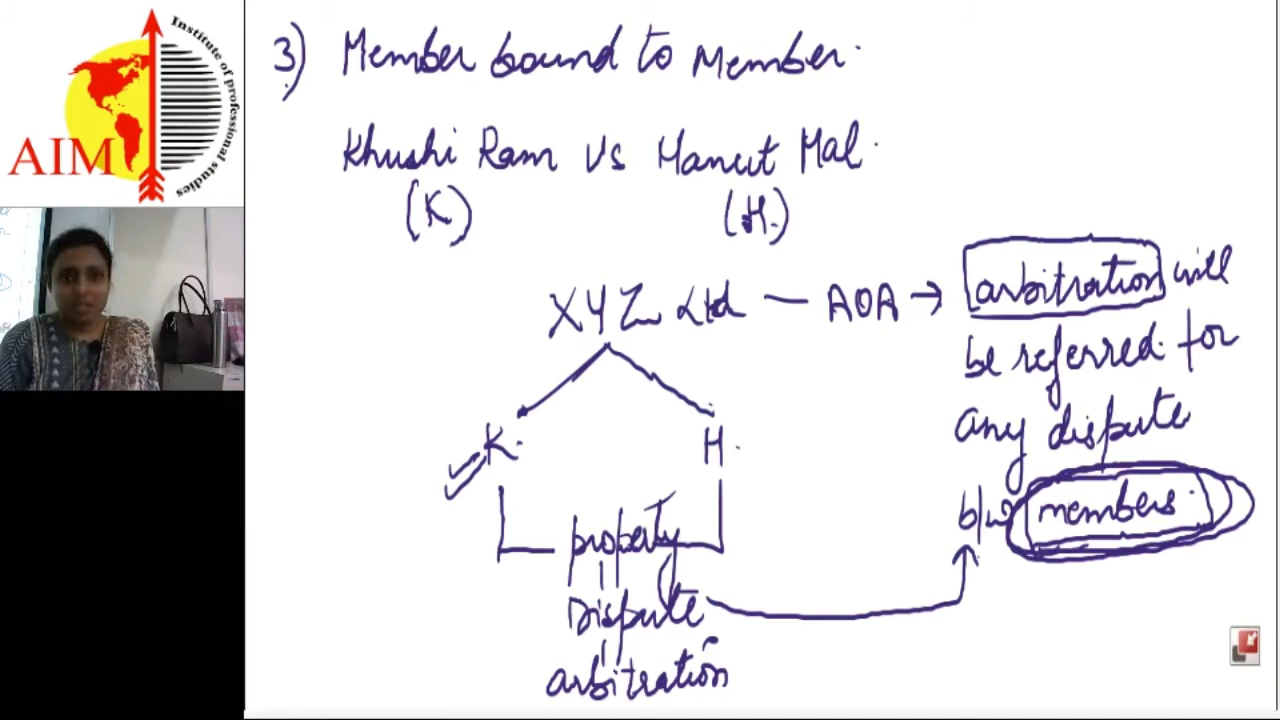 AIM
Institute of professional studies
3) Member bound to Member.
Khushi Ram Vs Hanut Mal.
(K) (H.)
XYZ Ltd — AOA → arbitration will
be referred for
any dispute
b/w members.
K. H.
property
Dispute
arbitration